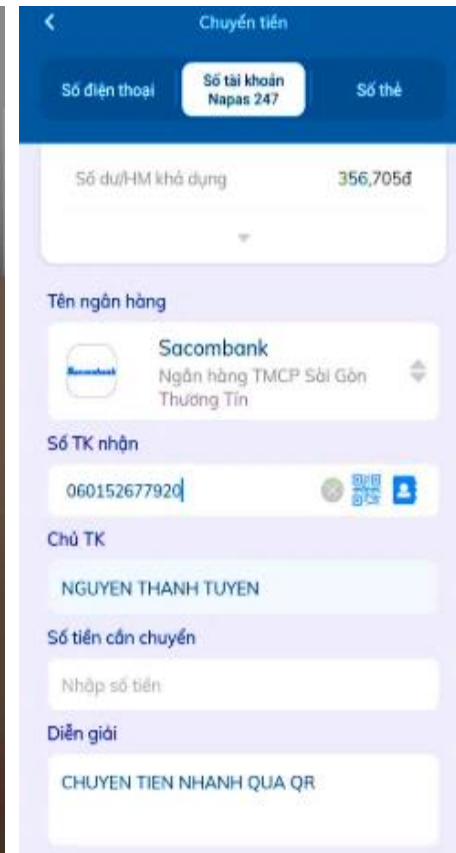 Chuyển tiền
Số điện thoại
Số tài khoản
Napas 247
Số thẻ
Số dư/HM khả dụng
356,705đ
Tên ngân hàng
Sacombank
Sacombank
Ngân hàng TMCP Sài Gòn
Thương Tín
Số TK nhận
060152677920
Chủ TK
NGUYEN THANH TUYEN
Số tiền cần chuyển
Nhập số tiền
Diễn giải
CHUYEN TIEN NHANH QUA QR